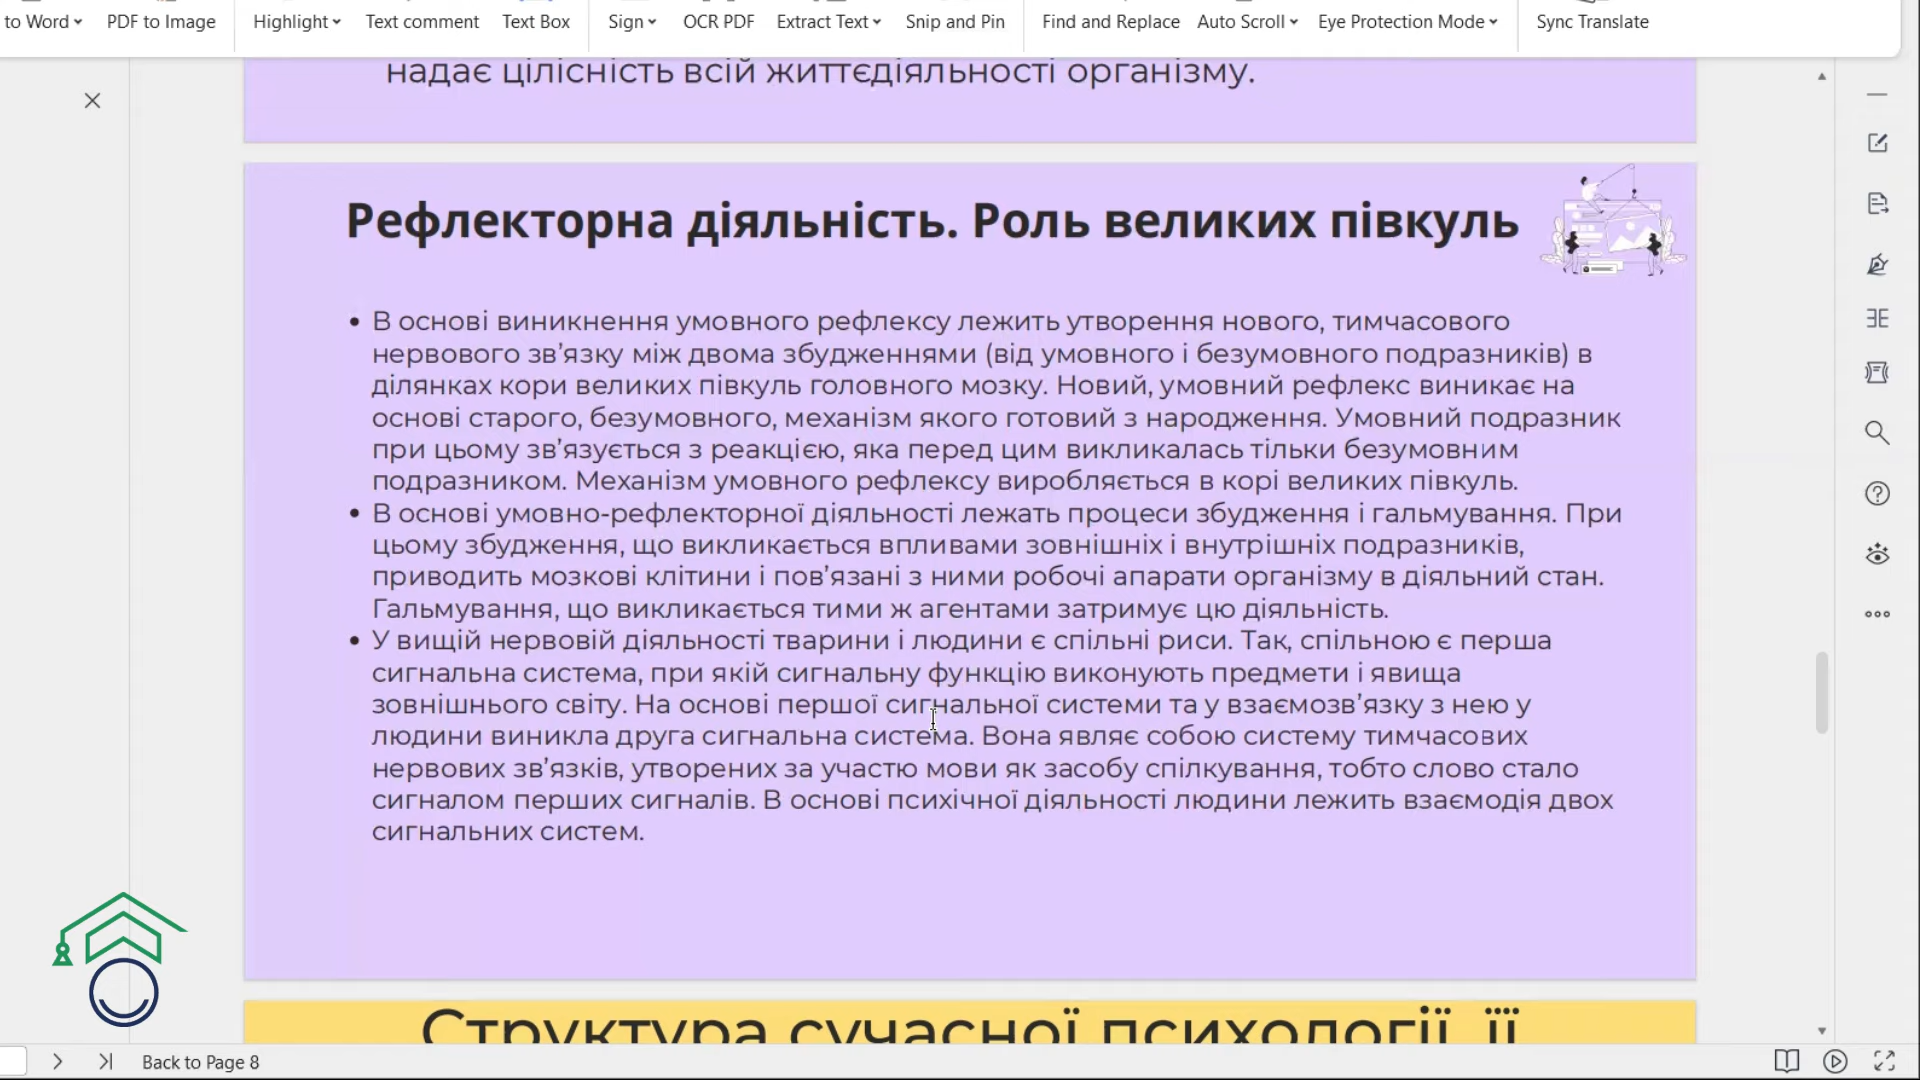 to Word PDF to Image Highlight Text comment Text Box Sign OCR PDF Extract Text Snip and Pin Find and Replace Auto Scroll Eye Protection Mode Sync Translate
надає цілісність всій життєдіяльності організму.
Рефлекторна діяльність. Роль великих півкуль
• В основі виникнення умовного рефлексу лежить утворення нового, тимчасового
нервового зв’язку між двома збудженнями (від умовного і безумовного подразників) в
ділянках кори великих півкуль головного мозку. Новий, умовний рефлекс виникає на
основі старого, безумовного, механізм якого готовий з народження. Умовний подразник
при цьому зв’язується з реакцією, яка перед цим викликалась тільки безумовним
подразником. Механізм умовного рефлексу виробляється в корі великих півкуль.
• В основі умовно-рефлекторної діяльності лежать процеси збудження і гальмування. При
цьому збудження, що викликається впливами зовнішніх і внутрішніх подразників,
приводить мозкові клітини і пов’язані з ними робочі апарати організму в діяльний стан.
Гальмування, що викликається тими ж агентами затримує цю діяльність.
• У вищій нервовій діяльності тварини і людини є спільні риси. Так, спільною є перша
сигнальна система, при якій сигнальну функцію виконують предмети і явища
зовнішнього світу. На основі першої сигнальної системи та у взаємозв’язку з нею у
людини виникла друга сигнальна система. Вона являє собою систему тимчасових
нервових зв’язків, утворених за участю мови як засобу спілкування, тобто слово стало
сигналом перших сигналів. В основі психічної діяльності людини лежить взаємодія двох
сигнальних систем.
Структура сучасної психології, її
Back to Page 8